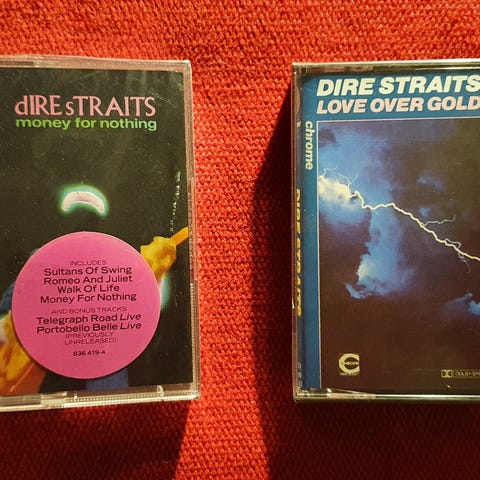 dIRE sTRAITS
money for nothing
INCLUDES
Sultans Of Swing
Romeo And Juliet
Walk Of Life
Money For Nothing
AND BONUS TRACKS
Telegraph Road Live
Portobello Belle Live
(PREVIOUSLY
UNRELEASED)
836 419-4
DIRE STRAITS
LOVE OVER GOLD
chrome
DIRE STRAITS